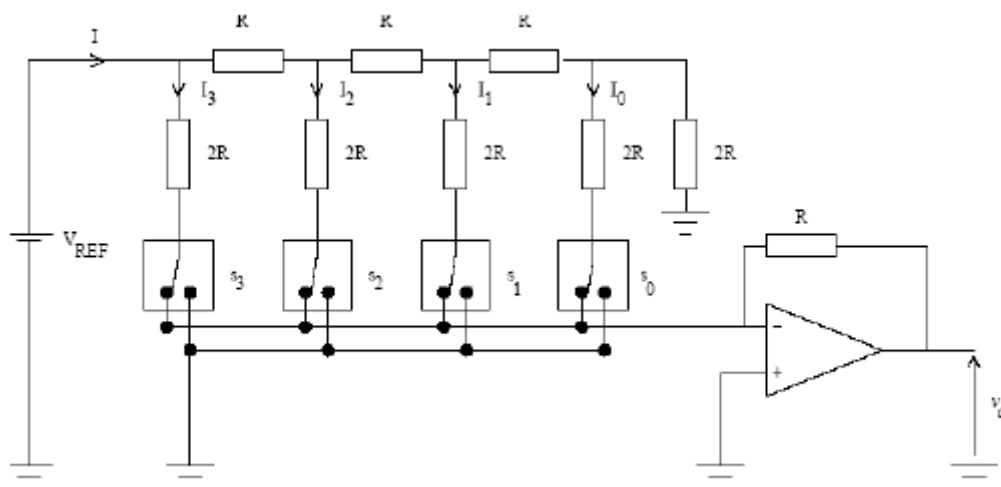 R R R
I
I3 I2 I1 I0
2R 2R 2R 2R 2R
R
VREF
s3 s2 s1 s0
-
+